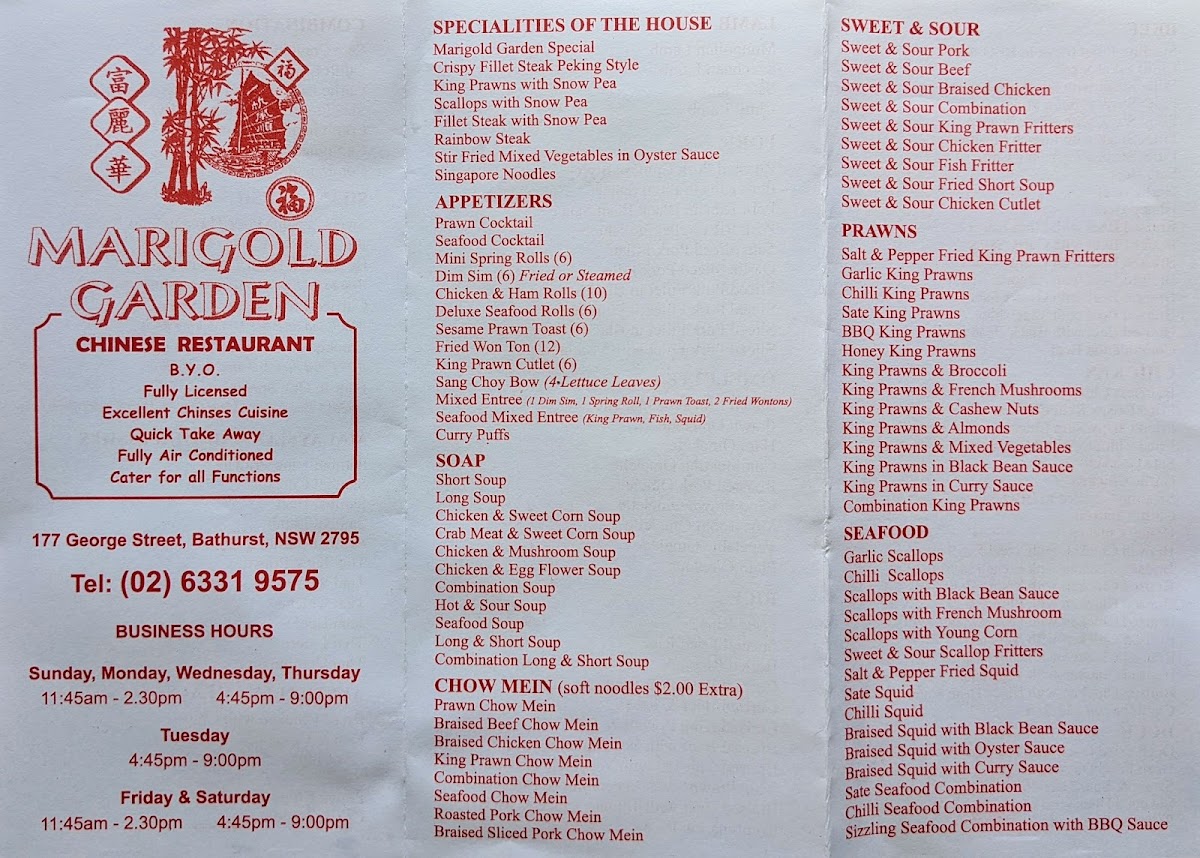 富
麗
華
福
福
MARIGOLD
GARDEN
CHINESE RESTAURANT
B.Y.O.
Fully Licensed
Excellent Chinses Cuisine
Quick Take Away
Fully Air Conditioned
Cater for all Functions
177 George Street, Bathurst, NSW 2795
Tel: (02) 6331 9575
BUSINESS HOURS
Sunday, Monday, Wednesday, Thursday
11:45am - 2.30pm 4:45pm - 9:00pm
Tuesday
4:45pm - 9:00pm
Friday & Saturday
11:45am - 2.30pm 4:45pm - 9:00pm
SPECIALITIES OF THE HOUSE
Marigold Garden Special
Crispy Fillet Steak Peking Style
King Prawns with Snow Pea
Scallops with Snow Pea
Fillet Steak with Snow Pea
Rainbow Steak
Stir Fried Mixed Vegetables in Oyster Sauce
Singapore Noodles
APPETIZERS
Prawn Cocktail
Seafood Cocktail
Mini Spring Rolls (6)
Dim Sim (6) Fried or Steamed
Chicken & Ham Rolls (10)
Deluxe Seafood Rolls (6)
Sesame Prawn Toast (6)
Fried Won Ton (12)
King Prawn Cutlet (6)
Sang Choy Bow (4•Lettuce Leaves)
Mixed Entree (1 Dim Sim, 1 Spring Roll, 1 Prawn Toast, 2 Fried Wontons)
Seafood Mixed Entree (King Prawn, Fish, Squid)
Curry Puffs
SOAP
Short Soup
Long Soup
Chicken & Sweet Corn Soup
Crab Meat & Sweet Corn Soup
Chicken & Mushroom Soup
Chicken & Egg Flower Soup
Combination Soup
Hot & Sour Soup
Seafood Soup
Long & Short Soup
Combination Long & Short Soup
CHOW MEIN (soft noodles $2.00 Extra)
Prawn Chow Mein
Braised Beef Chow Mein
Braised Chicken Chow Mein
King Prawn Chow Mein
Combination Chow Mein
Seafood Chow Mein
Roasted Pork Chow Mein
Braised Sliced Pork Chow Mein
SWEET & SOUR
Sweet & Sour Pork
Sweet & Sour Beef
Sweet & Sour Braised Chicken
Sweet & Sour Combination
Sweet & Sour King Prawn Fritters
Sweet & Sour Chicken Fritter
Sweet & Sour Fish Fritter
Sweet & Sour Fried Short Soup
Sweet & Sour Chicken Cutlet
PRAWNS
Salt & Pepper Fried King Prawn Fritters
Garlic King Prawns
Chilli King Prawns
Sate King Prawns
BBQ King Prawns
Honey King Prawns
King Prawns & Broccoli
King Prawns & French Mushrooms
King Prawns & Cashew Nuts
King Prawns & Almonds
King Prawns & Mixed Vegetables
King Prawns in Black Bean Sauce
King Prawns in Curry Sauce
Combination King Prawns
SEAFOOD
Garlic Scallops
Chilli Scallops
Scallops with Black Bean Sauce
Scallops with French Mushroom
Scallops with Young Corn
Sweet & Sour Scallop Fritters
Salt & Pepper Fried Squid
Sate Squid
Chilli Squid
Braised Squid with Black Bean Sauce
Braised Squid with Oyster Sauce
Braised Squid with Curry Sauce
Sate Seafood Combination
Chilli Seafood Combination
Sizzling Seafood Combination with BBQ Sauce